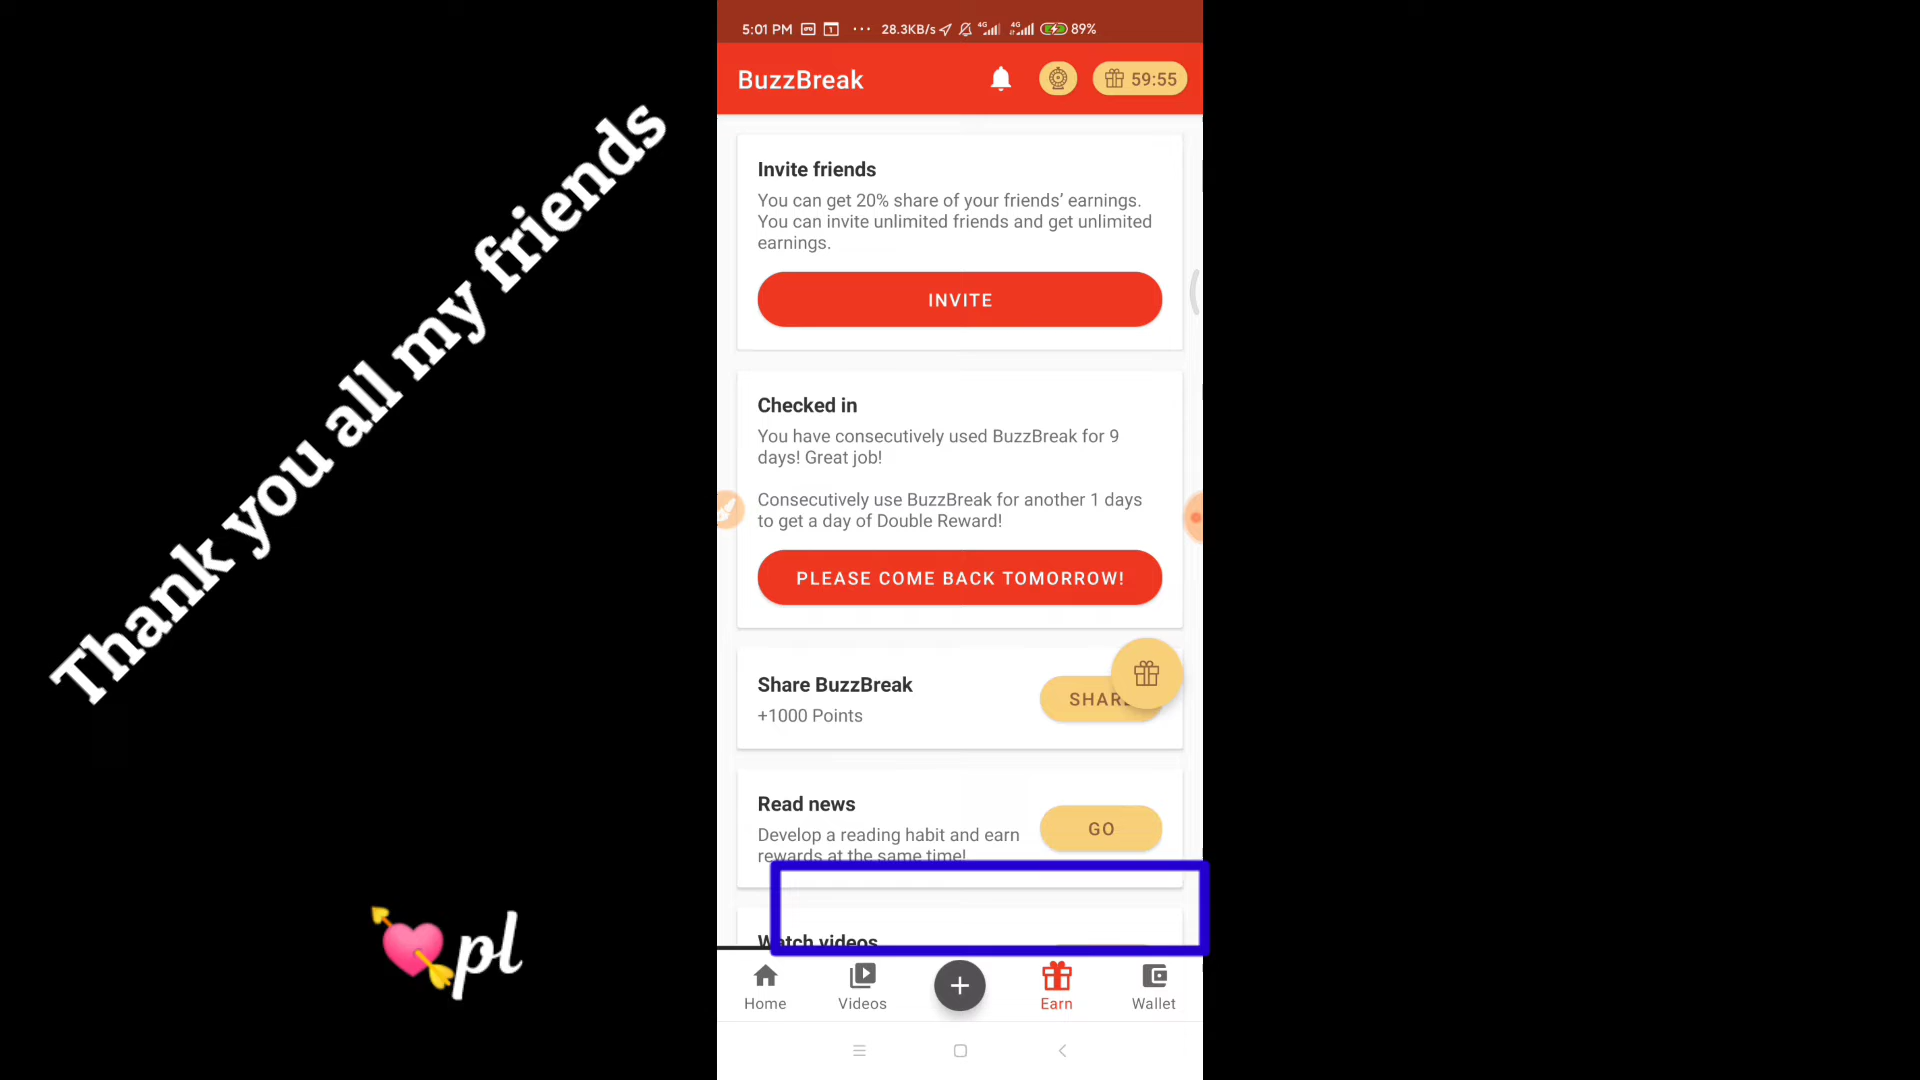 Thank you all my friends
pl
5:01 PM 1 ... 28.3KB/s 4G 4G 89%
BuzzBreak
59:55
Invite friends
You can get 20% share of your friends’ earnings.
You can invite unlimited friends and get unlimited
earnings.
INVITE
Checked in
You have consecutively used BuzzBreak for 9
days! Great job!
Consecutively use BuzzBreak for another 1 days
to get a day of Double Reward!
PLEASE COME BACK TOMORROW!
Share BuzzBreak
+1000 Points
SHARE
Read news
Develop a reading habit and earn
rewards at the same time!
GO
Watch videos
Home
Videos
Earn
Wallet